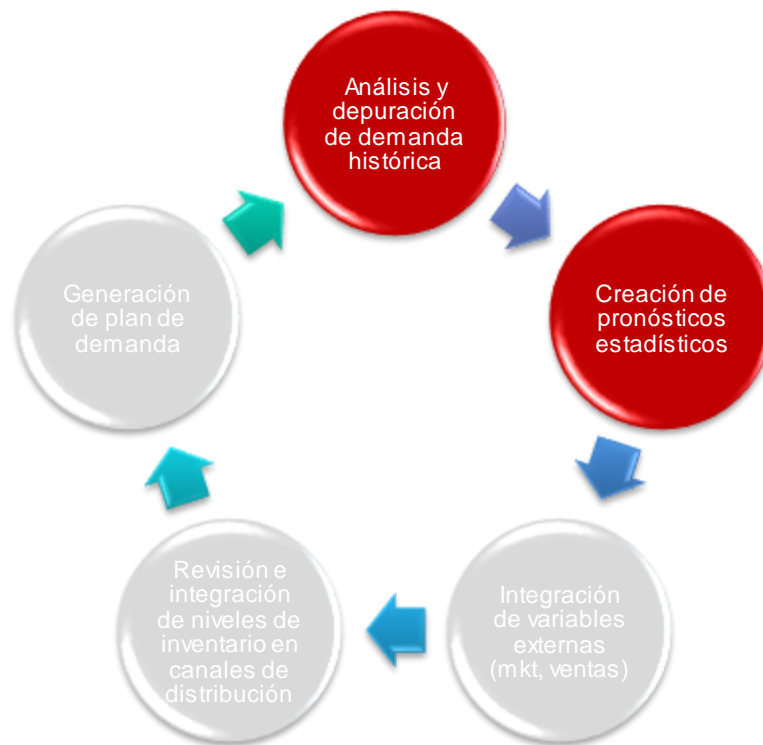 Análisis y
depuración
de demanda
histórica
Creación de
pronósticos
estadísticos
Integración
de variables
externas
(mkt, ventas)
Revisión e
integración
de niveles de
inventario en
canales de
distribución
Generación
de plan de
demanda